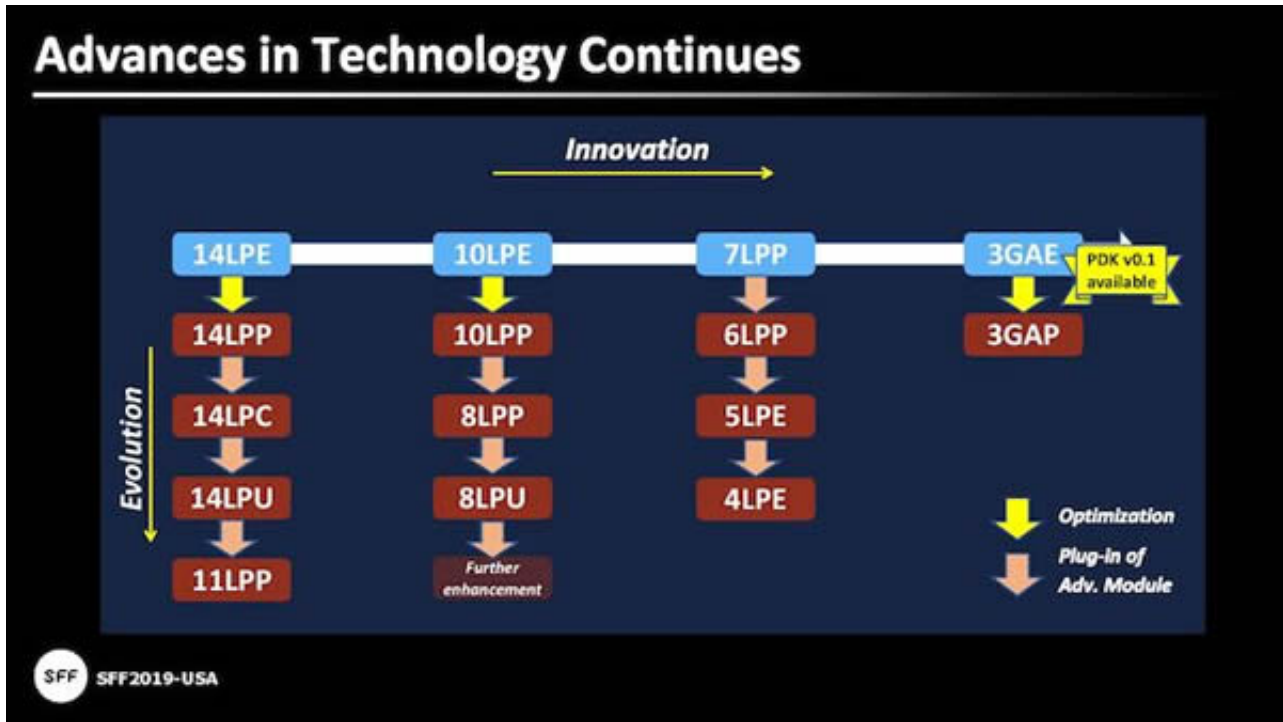 Advances in Technology Continues
Innovation
14LPE
10LPE
7LPP
3GAE
PDK v0.1
available
14LPP
10LPP
6LPP
3GAP
Evolution
14LPC
8LPP
5LPE
14LPU
8LPU
4LPE
Optimization
11LPP
Further
enhancement
Plug-in of
Adv. Module
SFF
SFF2019-USA